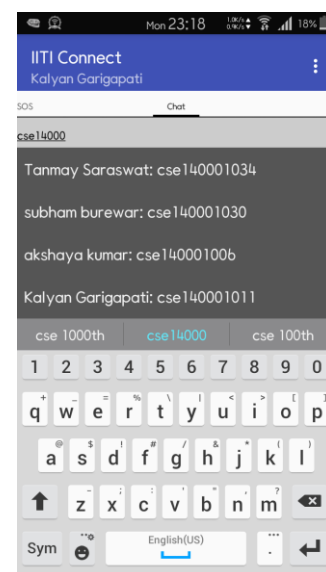 Mon 23:18 18%
IITI Connect
Kalyan Garigapati
SOS Chat
cse14000
Tanmay Saraswat: cse140001034
subham burewar: cse140001030
akshaya kumar: cse140001006
Kalyan Garigapati: cse140001011
cse 1000th cse14000 cse 100th
1 2 3 4 5 6 7 8 9 0
q w e r t y u i o p
a s d f g h j k l
z x c v b n m
Sym English(US) .